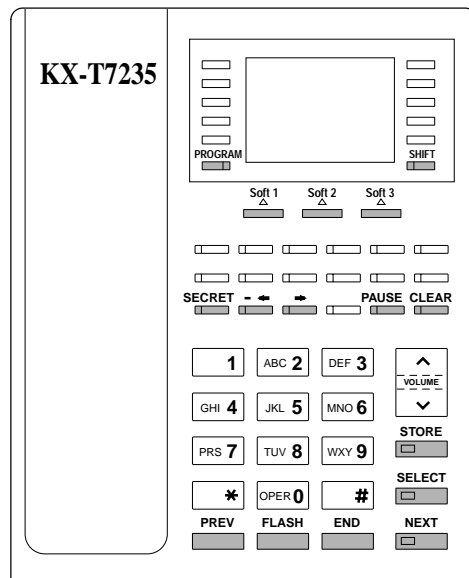 KX-T7235
PROGRAM SHIFT
Soft 1 Soft 2 Soft 3
SECRET - ← → PAUSE CLEAR
1 ABC 2 DEF 3
VOLUME
GHI 4 JKL 5 MNO 6
STORE
PRS 7 TUV 8 WXY 9
SELECT
* OPER 0 #
PREV FLASH END NEXT